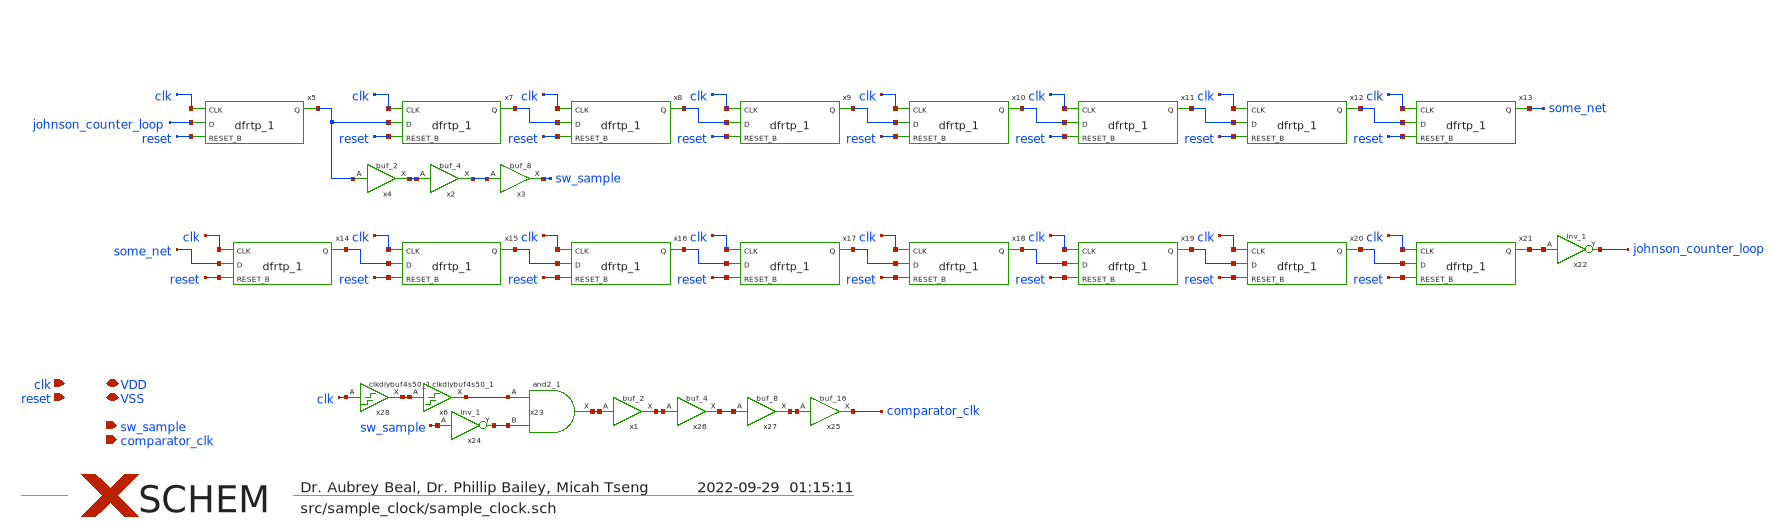 x5 x7 x8 x9 x10 x11 x12 x13
clk clk clk clk clk clk clk clk
CLK Q CLK Q CLK Q CLK Q CLK Q CLK Q CLK Q CLK Q some_net
johnson_counter_loop D dfrtp_1 D dfrtp_1 D dfrtp_1 D dfrtp_1 D dfrtp_1 D dfrtp_1 D dfrtp_1 D dfrtp_1
reset RESET_B reset RESET_B reset RESET_B reset RESET_B reset RESET_B reset RESET_B reset RESET_B reset RESET_B
buf_2 buf_4 buf_8
A X A X A X sw_sample
x4 x2 x3
clk x14 clk x15 clk x16 clk x17 clk x18 clk x19 clk x20 clk x21 inv_1
some_net CLK Q CLK Q CLK Q CLK Q CLK Q CLK Q CLK Q CLK Q A Y johnson_counter_loop
D dfrtp_1 D dfrtp_1 D dfrtp_1 D dfrtp_1 D dfrtp_1 D dfrtp_1 D dfrtp_1 D dfrtp_1 x22
reset RESET_B reset RESET_B reset RESET_B reset RESET_B reset RESET_B reset RESET_B reset RESET_B reset RESET_B
clk VDD
reset VSS
sw_sample
comparator_clk
clkdlybuf4s50_1 clkdlybuf4s50_1 and2_1
clk A X A X A
x28 x6 inv_1 x23
sw_sample A Y B
x24
buf_2 buf_4 buf_8 buf_16
X A X A X A X A X comparator_clk
x1 x26 x27 x25
XSCHEM
Dr. Aubrey Beal, Dr. Phillip Bailey, Micah Tseng 2022-09-29 01:15:11
src/sample_clock/sample_clock.sch